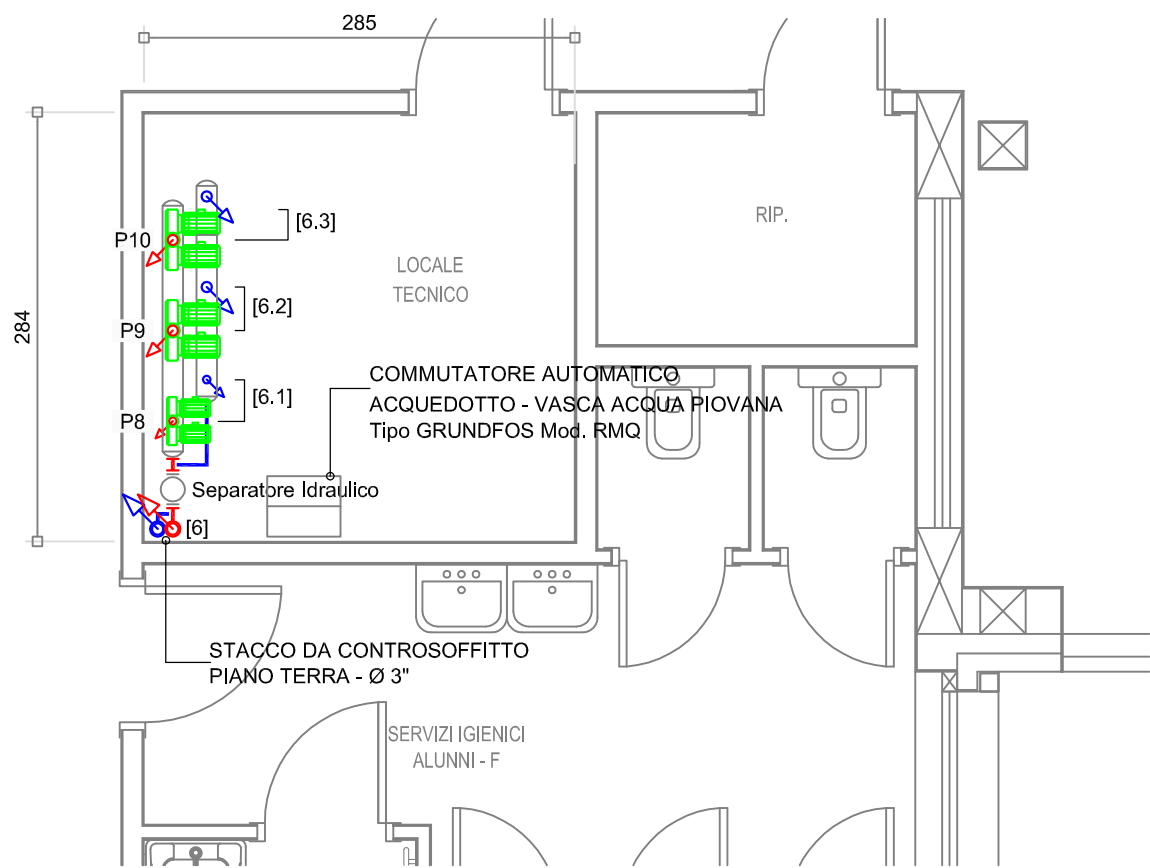 285
284
[6.3]
P10
RIP.
LOCALE
TECNICO
[6.2]
P9
COMMUTATORE AUTOMATICO
ACQUEDOTTO - VASCA ACQUA PIOVANA
Tipo GRUNDFOS Mod. RMQ
[6.1]
P8
Separatore Idraulico
[6]
STACCO DA CONTROSOFFITTO
PIANO TERRA - Ø 3"
SERVIZI IGIENICI
ALUNNI - F